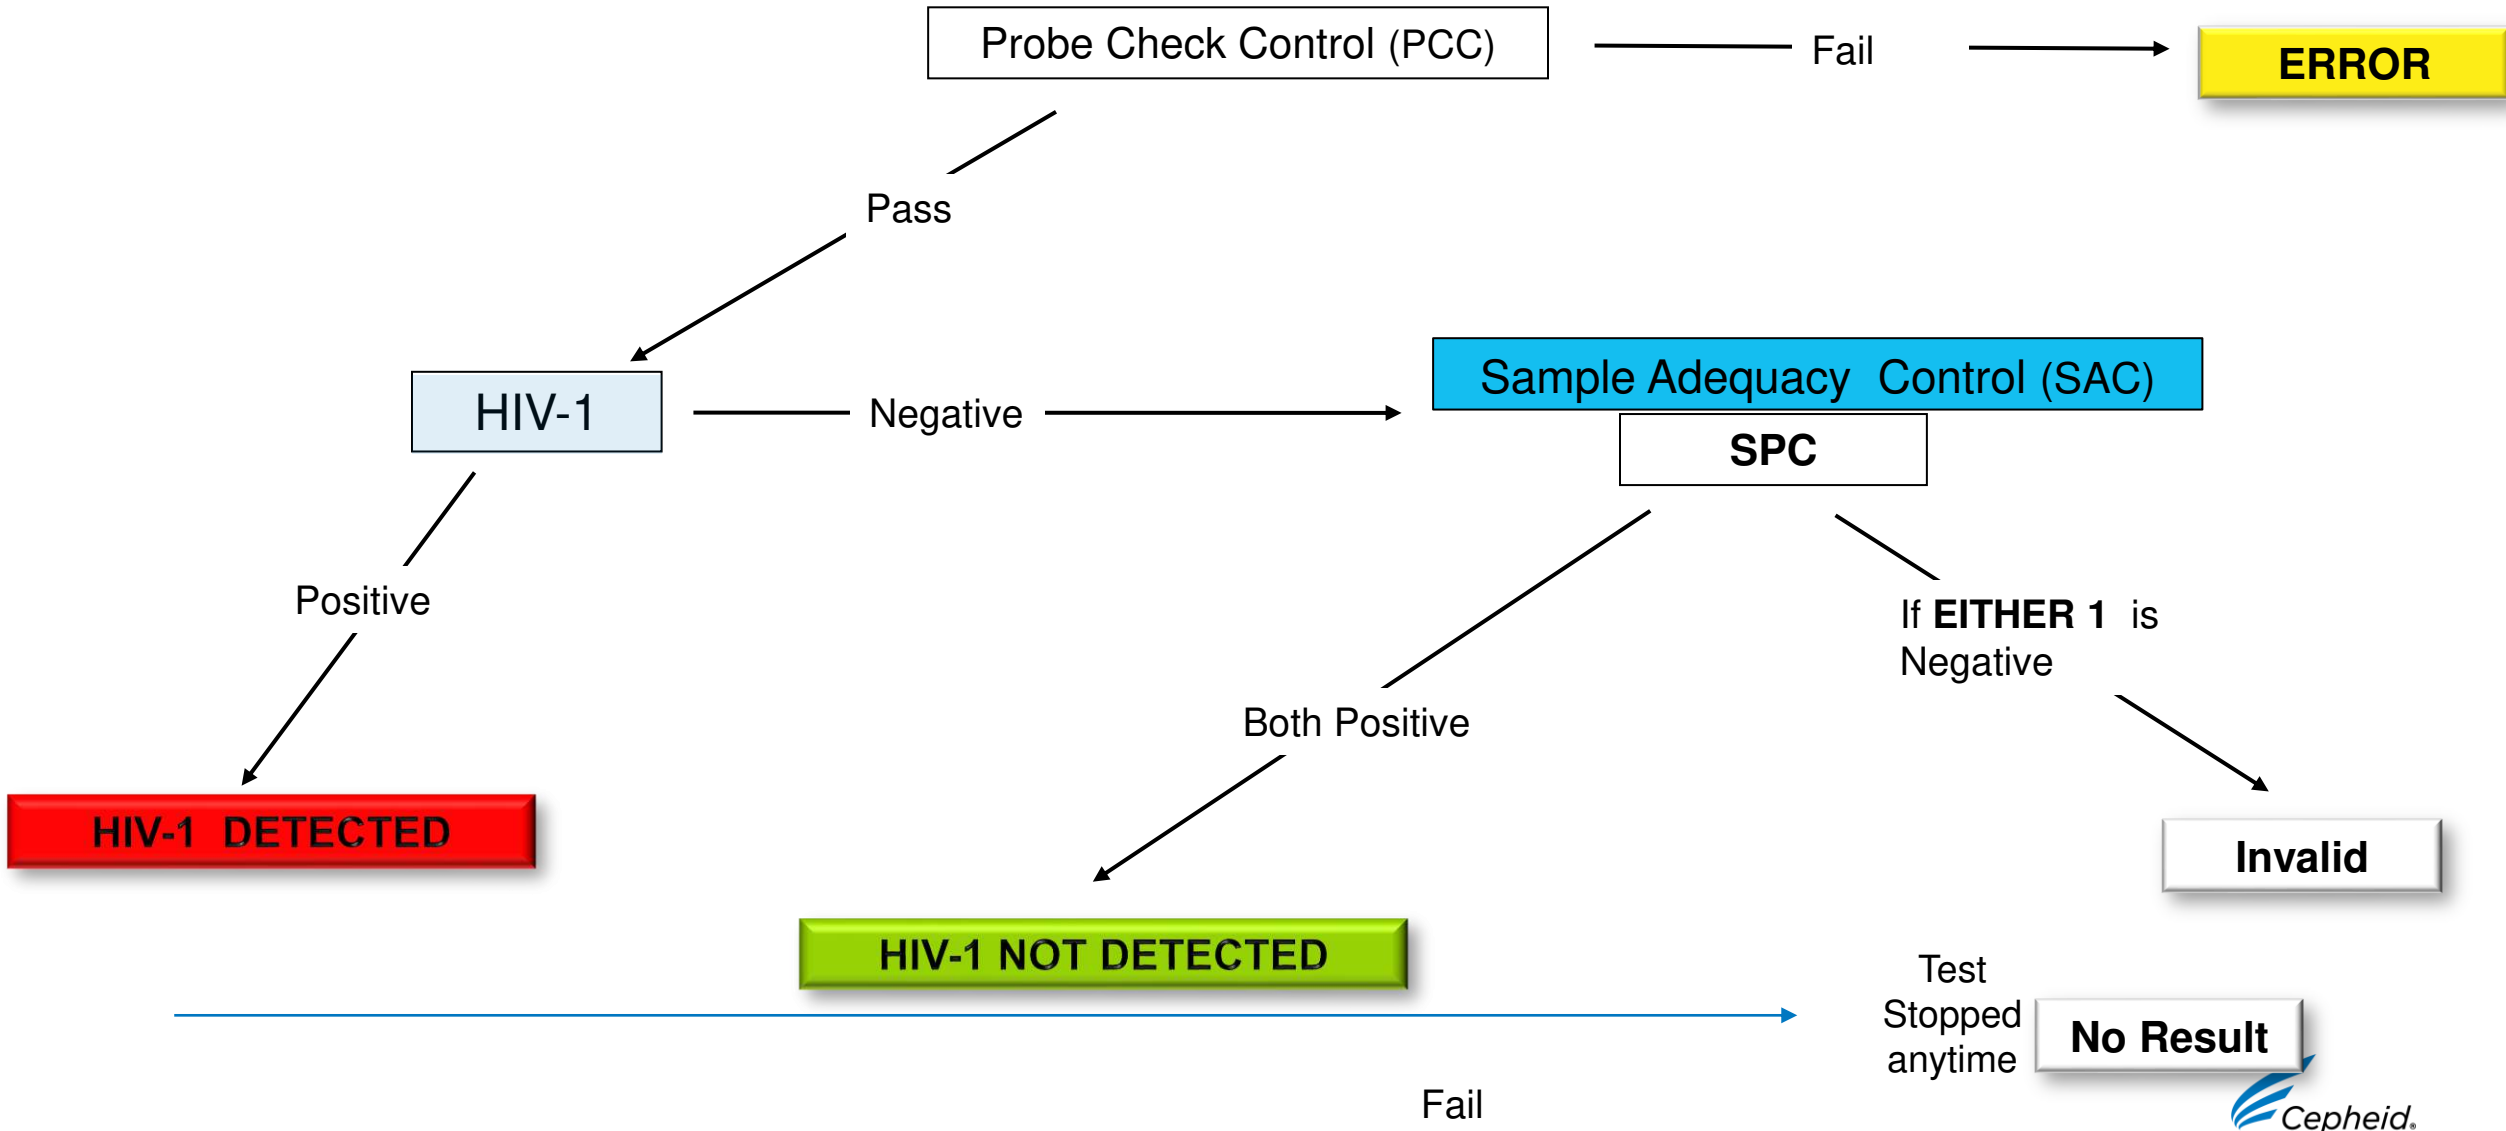 Probe Check Control (PCC)
Fail
ERROR
Pass
HIV-1
Negative
Sample Adequacy Control (SAC)
SPC
Positive
If EITHER 1 is
Negative
Both Positive
HIV-1 DETECTED
Invalid
HIV-1 NOT DETECTED
Test
Stopped
anytime
No Result
Fail
Cepheid®